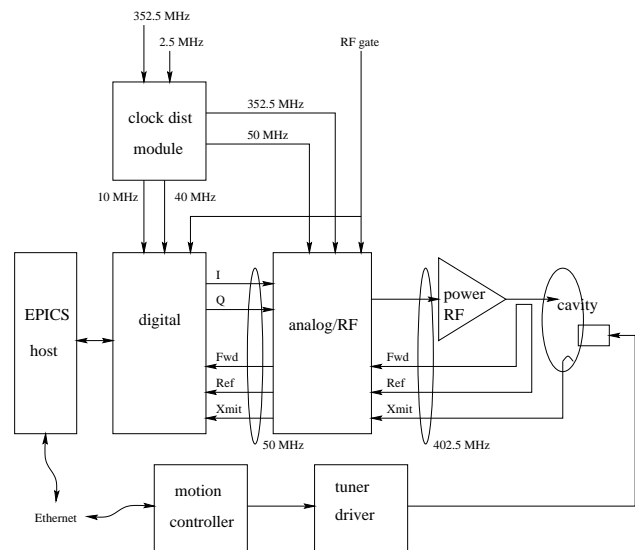 352.5 MHz
2.5 MHz
RF gate
clock dist
module
352.5 MHz
50 MHz
10 MHz
40 MHz
EPICS
host
digital
I
Q
analog/RF
power
RF
cavity
Fwd
Ref
Xmit
Fwd
Ref
Xmit
50 MHz
402.5 MHz
Ethernet
motion
controller
tuner
driver